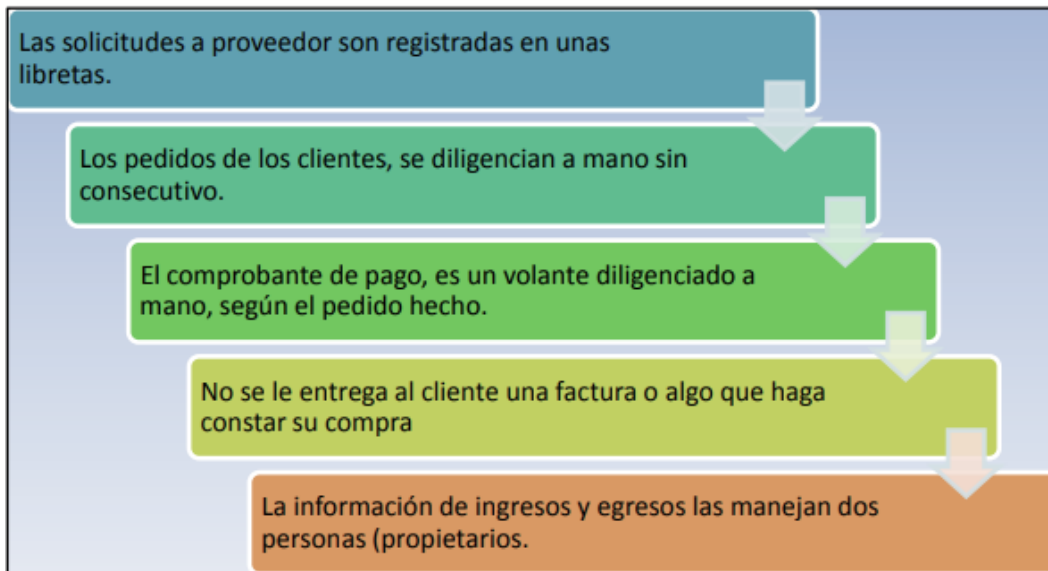 Las solicitudes a proveedor son registradas en unas
libretas.
Los pedidos de los clientes, se diligencian a mano sin
consecutivo.
El comprobante de pago, es un volante diligenciado a
mano, según el pedido hecho.
No se le entrega al cliente una factura o algo que haga
constar su compra
La información de ingresos y egresos las manejan dos
personas (propietarios.